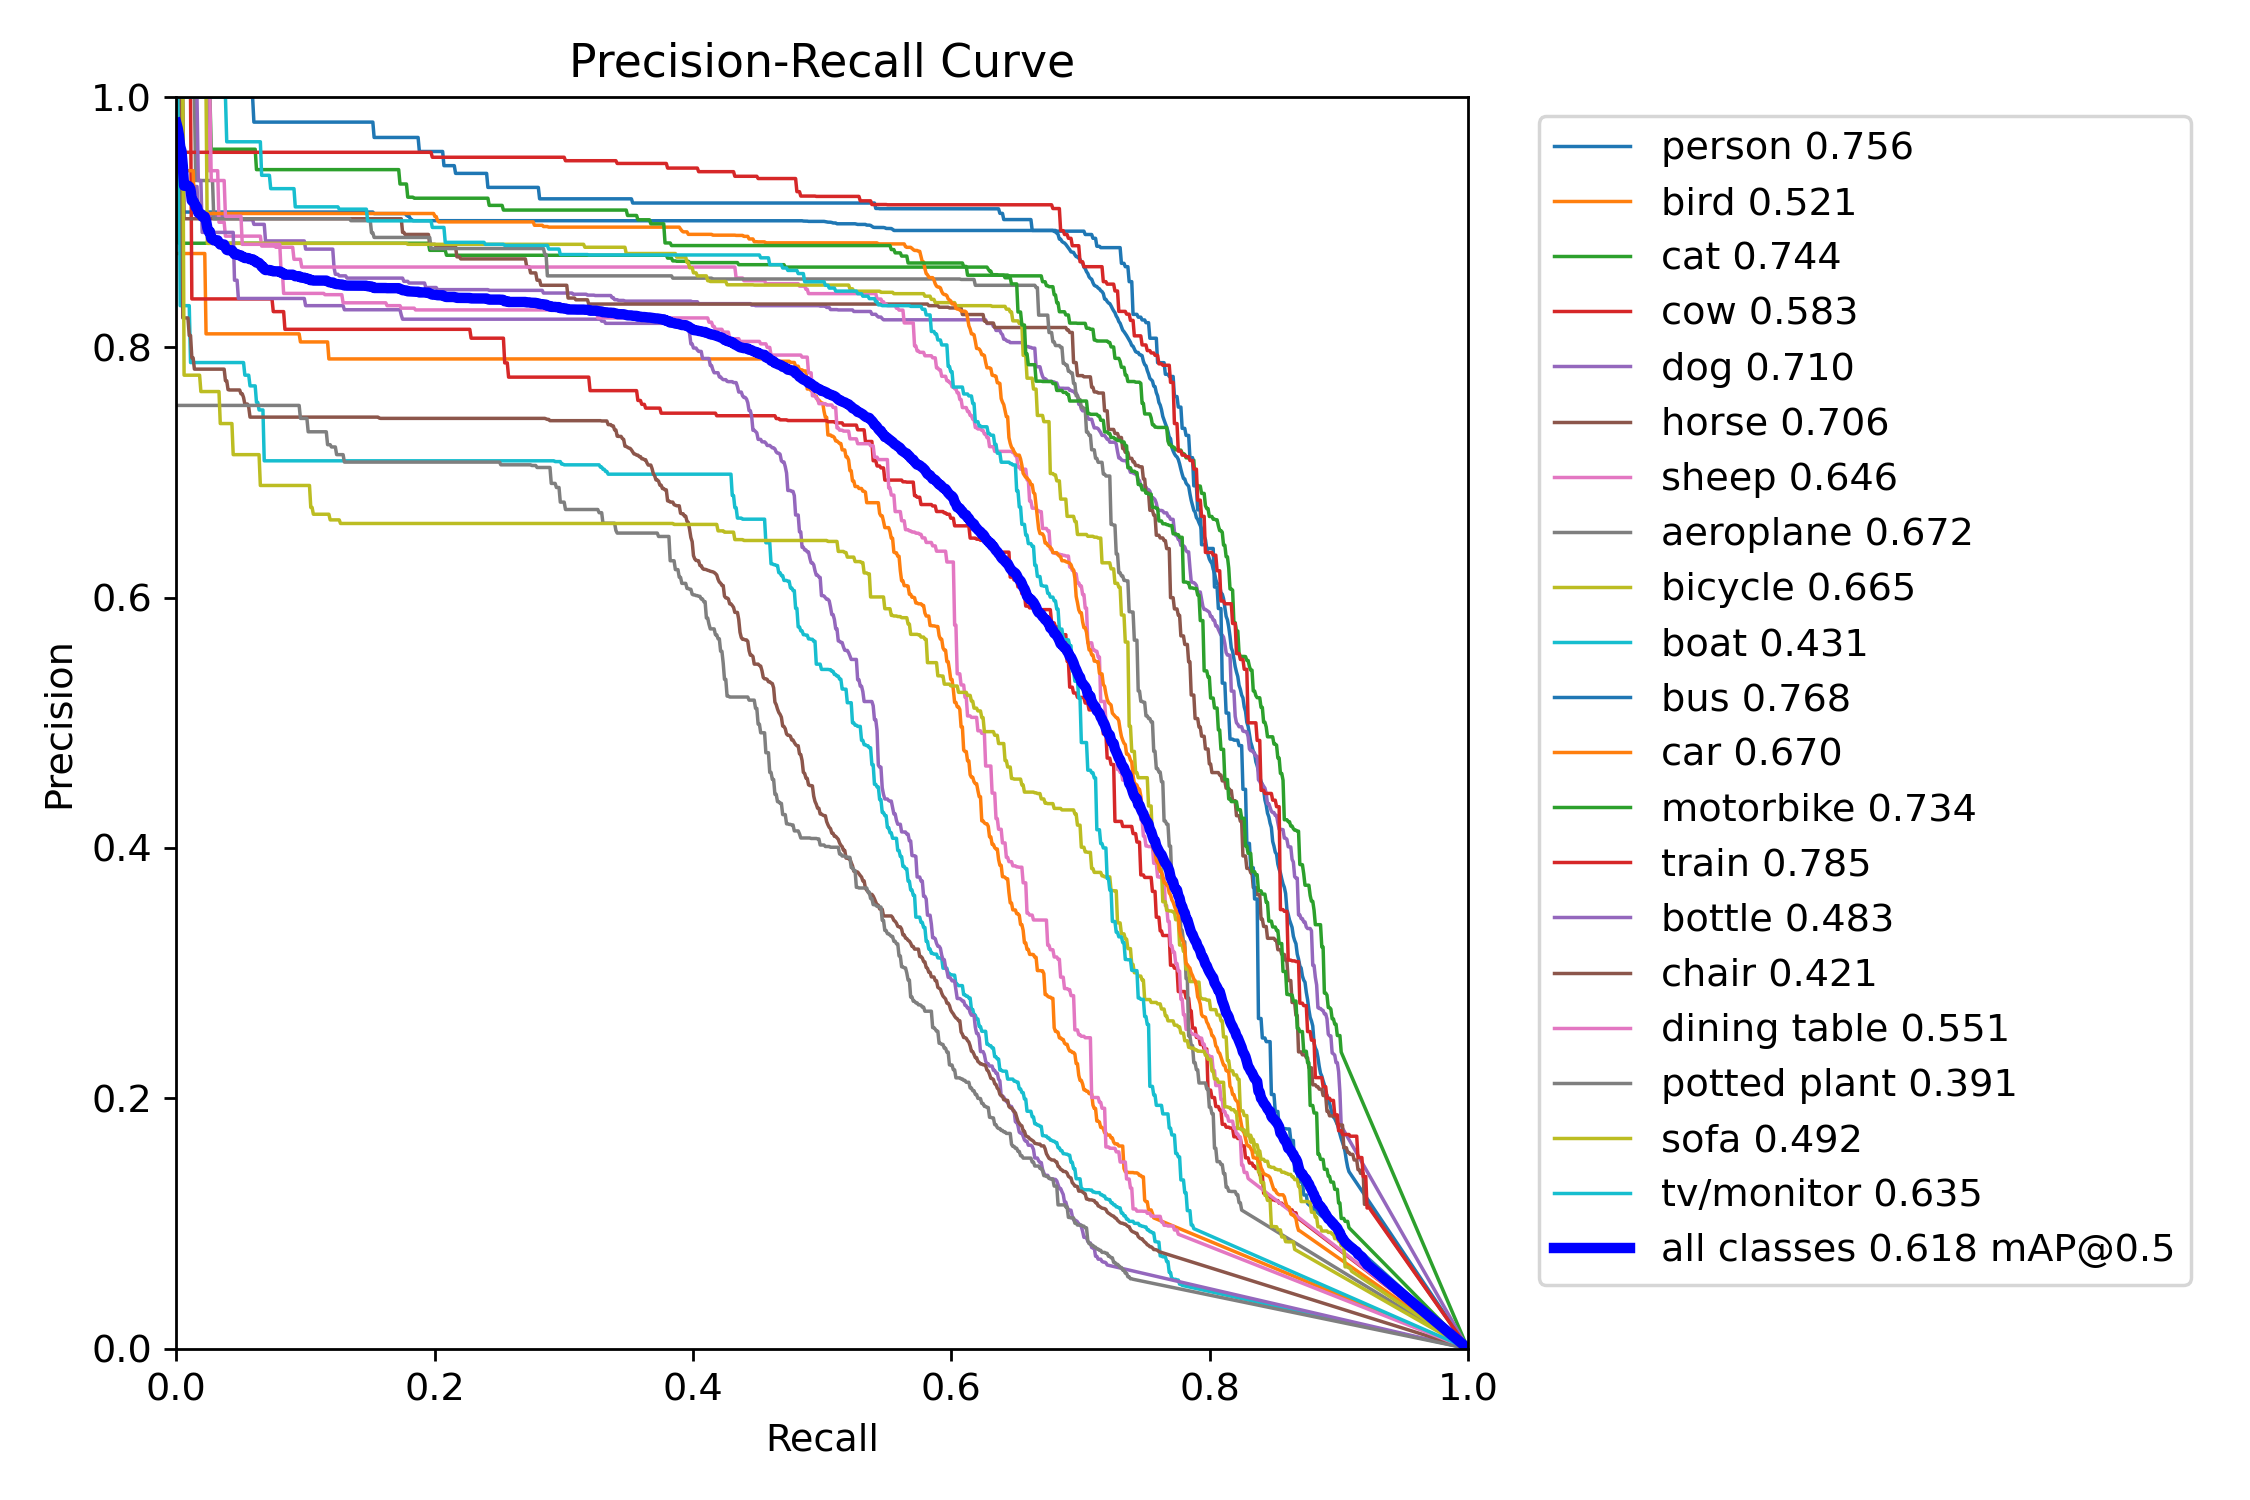 Precision-Recall Curve
1.0
0.8
0.6
0.4
0.2
0.0
Precision
0.0 0.2 0.4 0.6 0.8 1.0
Recall
person 0.756
bird 0.521
cat 0.744
cow 0.583
dog 0.710
horse 0.706
sheep 0.646
aeroplane 0.672
bicycle 0.665
boat 0.431
bus 0.768
car 0.670
motorbike 0.734
train 0.785
bottle 0.483
chair 0.421
dining table 0.551
potted plant 0.391
sofa 0.492
tv/monitor 0.635
all classes 0.618 mAP@0.5